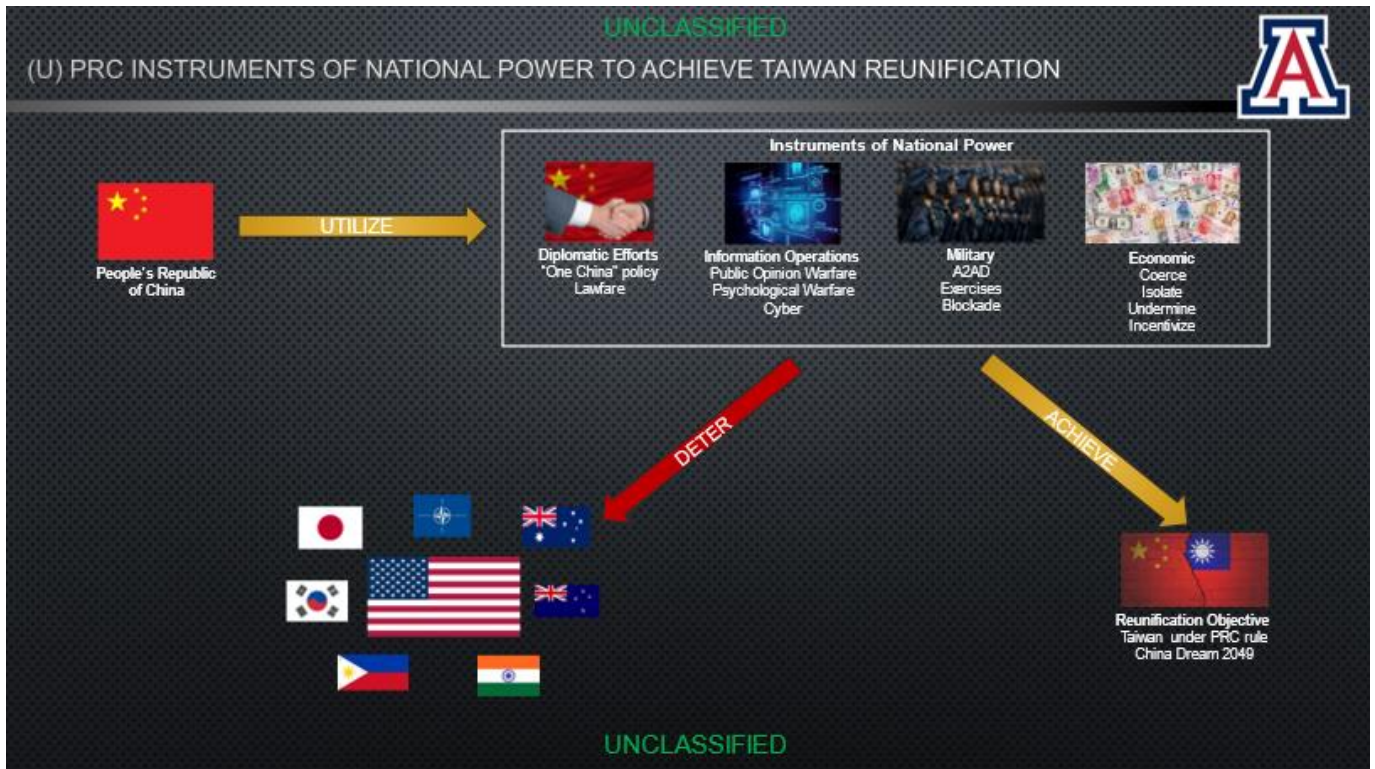 UNCLASSIFIED
(U) PRC INSTRUMENTS OF NATIONAL POWER TO ACHIEVE TAIWAN REUNIFICATION
A
Instruments of National Power
People's Republic
of China
UTILIZE
Diplomatic Efforts
"One China" policy
Lawfare
Information Operations
Public Opinion Warfare
Psychological Warfare
Cyber
Military
A2AD
Exercises
Blockade
Economic
Coerce
Isolate
Undermine
Incentivize
DETER
ACHIEVE
Reunification Objective
Taiwan under PRC rule
China Dream 2049
UNCLASSIFIED